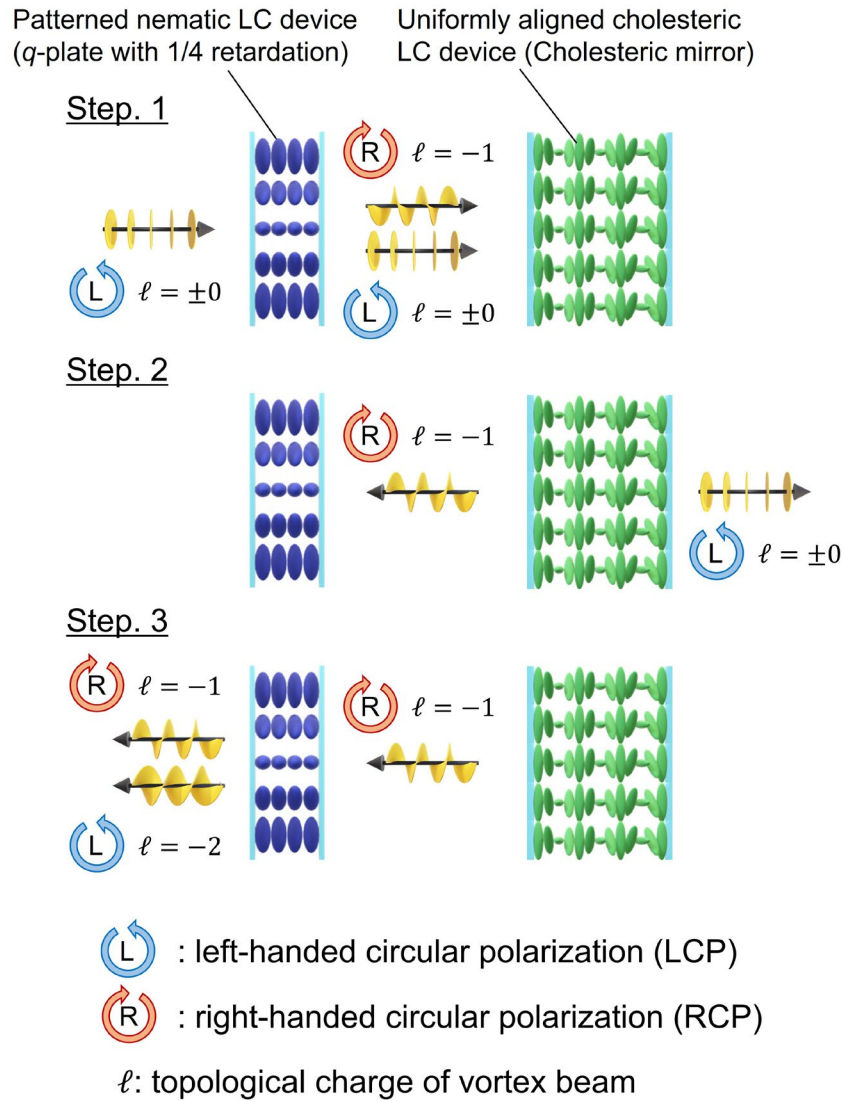 Patterned nematic LC device
(q-plate with 1/4 retardation)
Uniformly aligned cholesteric
LC device (Cholesteric mirror)
Step. 1
R ℓ = −1
L ℓ = ±0
L ℓ = ±0
Step. 2
R ℓ = −1
L ℓ = ±0
Step. 3
R ℓ = −1
R ℓ = −1
L ℓ = −2
L : left-handed circular polarization (LCP)
R : right-handed circular polarization (RCP)
ℓ: topological charge of vortex beam